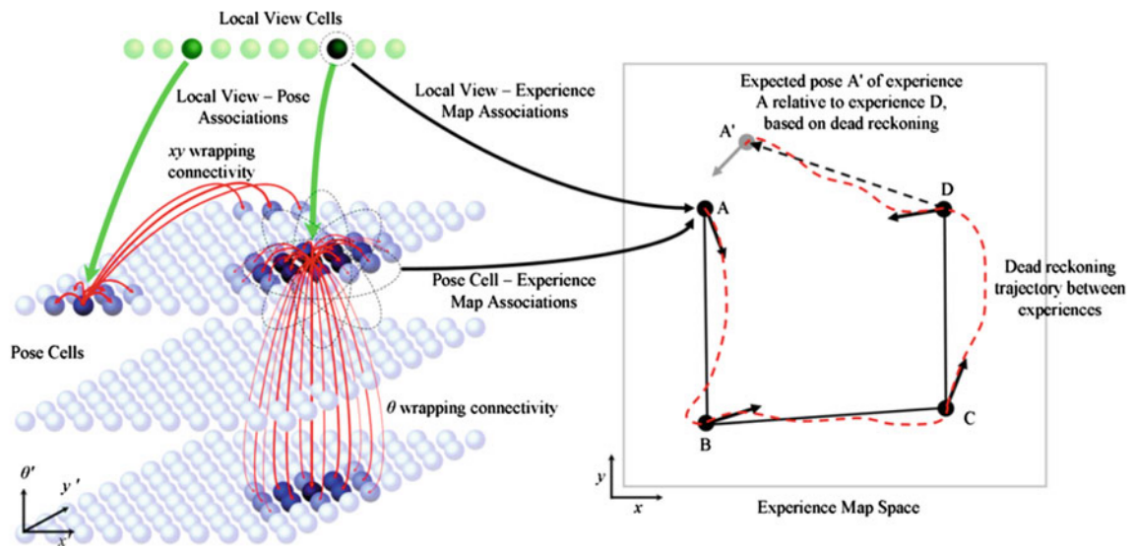 Local View Cells
Local View – Pose
Associations
Local View – Experience
Map Associations
xy wrapping
connectivity
Pose Cell – Experience
Map Associations
Pose Cells
θ wrapping connectivity
θ'
y'
x'
Expected pose A' of experience
A relative to experience D,
based on dead reckoning
A'
A
D
Dead reckoning
trajectory between
experiences
B
C
y
x
Experience Map Space